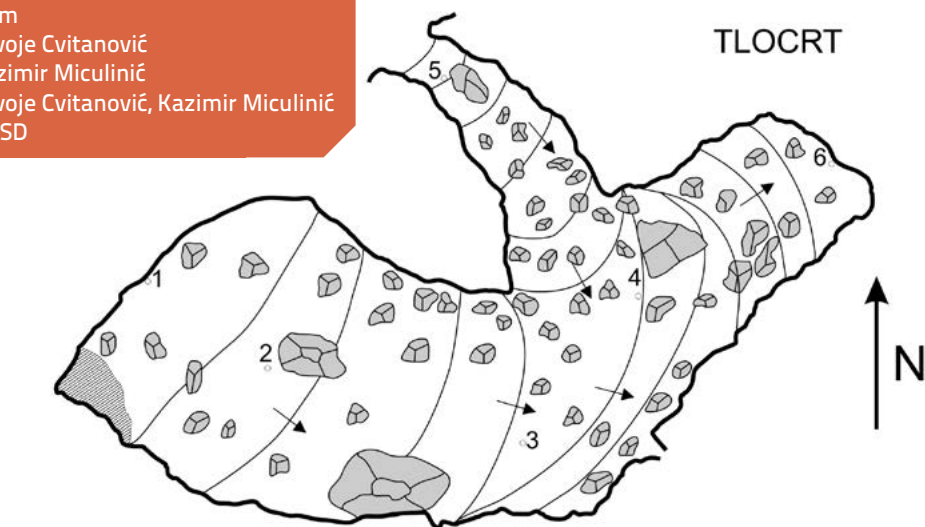 m
voje Cvitanović
zimir Miculinić
voje Cvitanović, Kazimir Miculinić
SD
TLOCRT
5
6
1
4
2
N
3